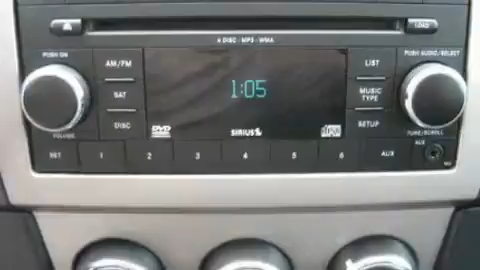 LOAD
6 DISC / MP3 - WMA
PUSH ON
PUSH AUDIO/SELECT
AM/FM
LIST
SAT
1:05
MUSIC TYPE
DISC
SETUP
VOLUME
DVD
SIRIUS
disc
TUNE/SCROLL
AUX
SET
1
2
3
4
5
6
AUX